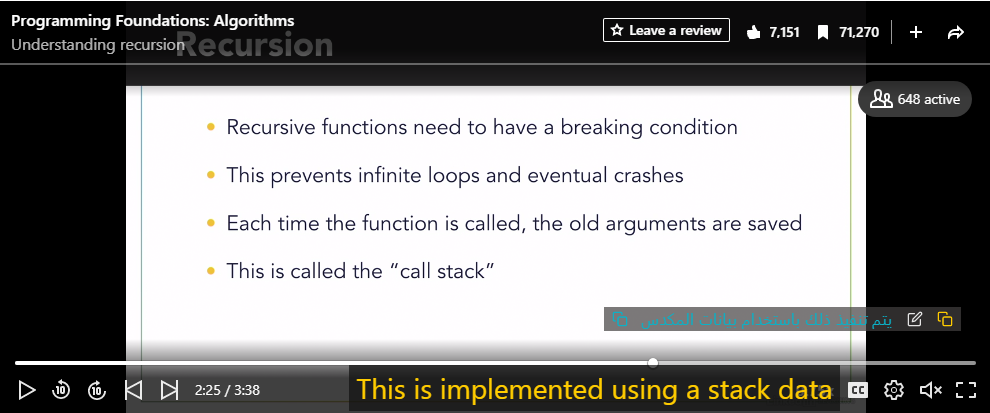 Programming Foundations: Algorithms
Understanding recursion
Recursion
Leave a review
7,151
71,270
648 active
Recursive functions need to have a breaking condition
This prevents infinite loops and eventual crashes
Each time the function is called, the old arguments are saved
This is called the “call stack”
يتم تنفيذ ذلك باستخدام بيانات المكدس
10
10
2:25 / 3:38
This is implemented using a stack data
CC